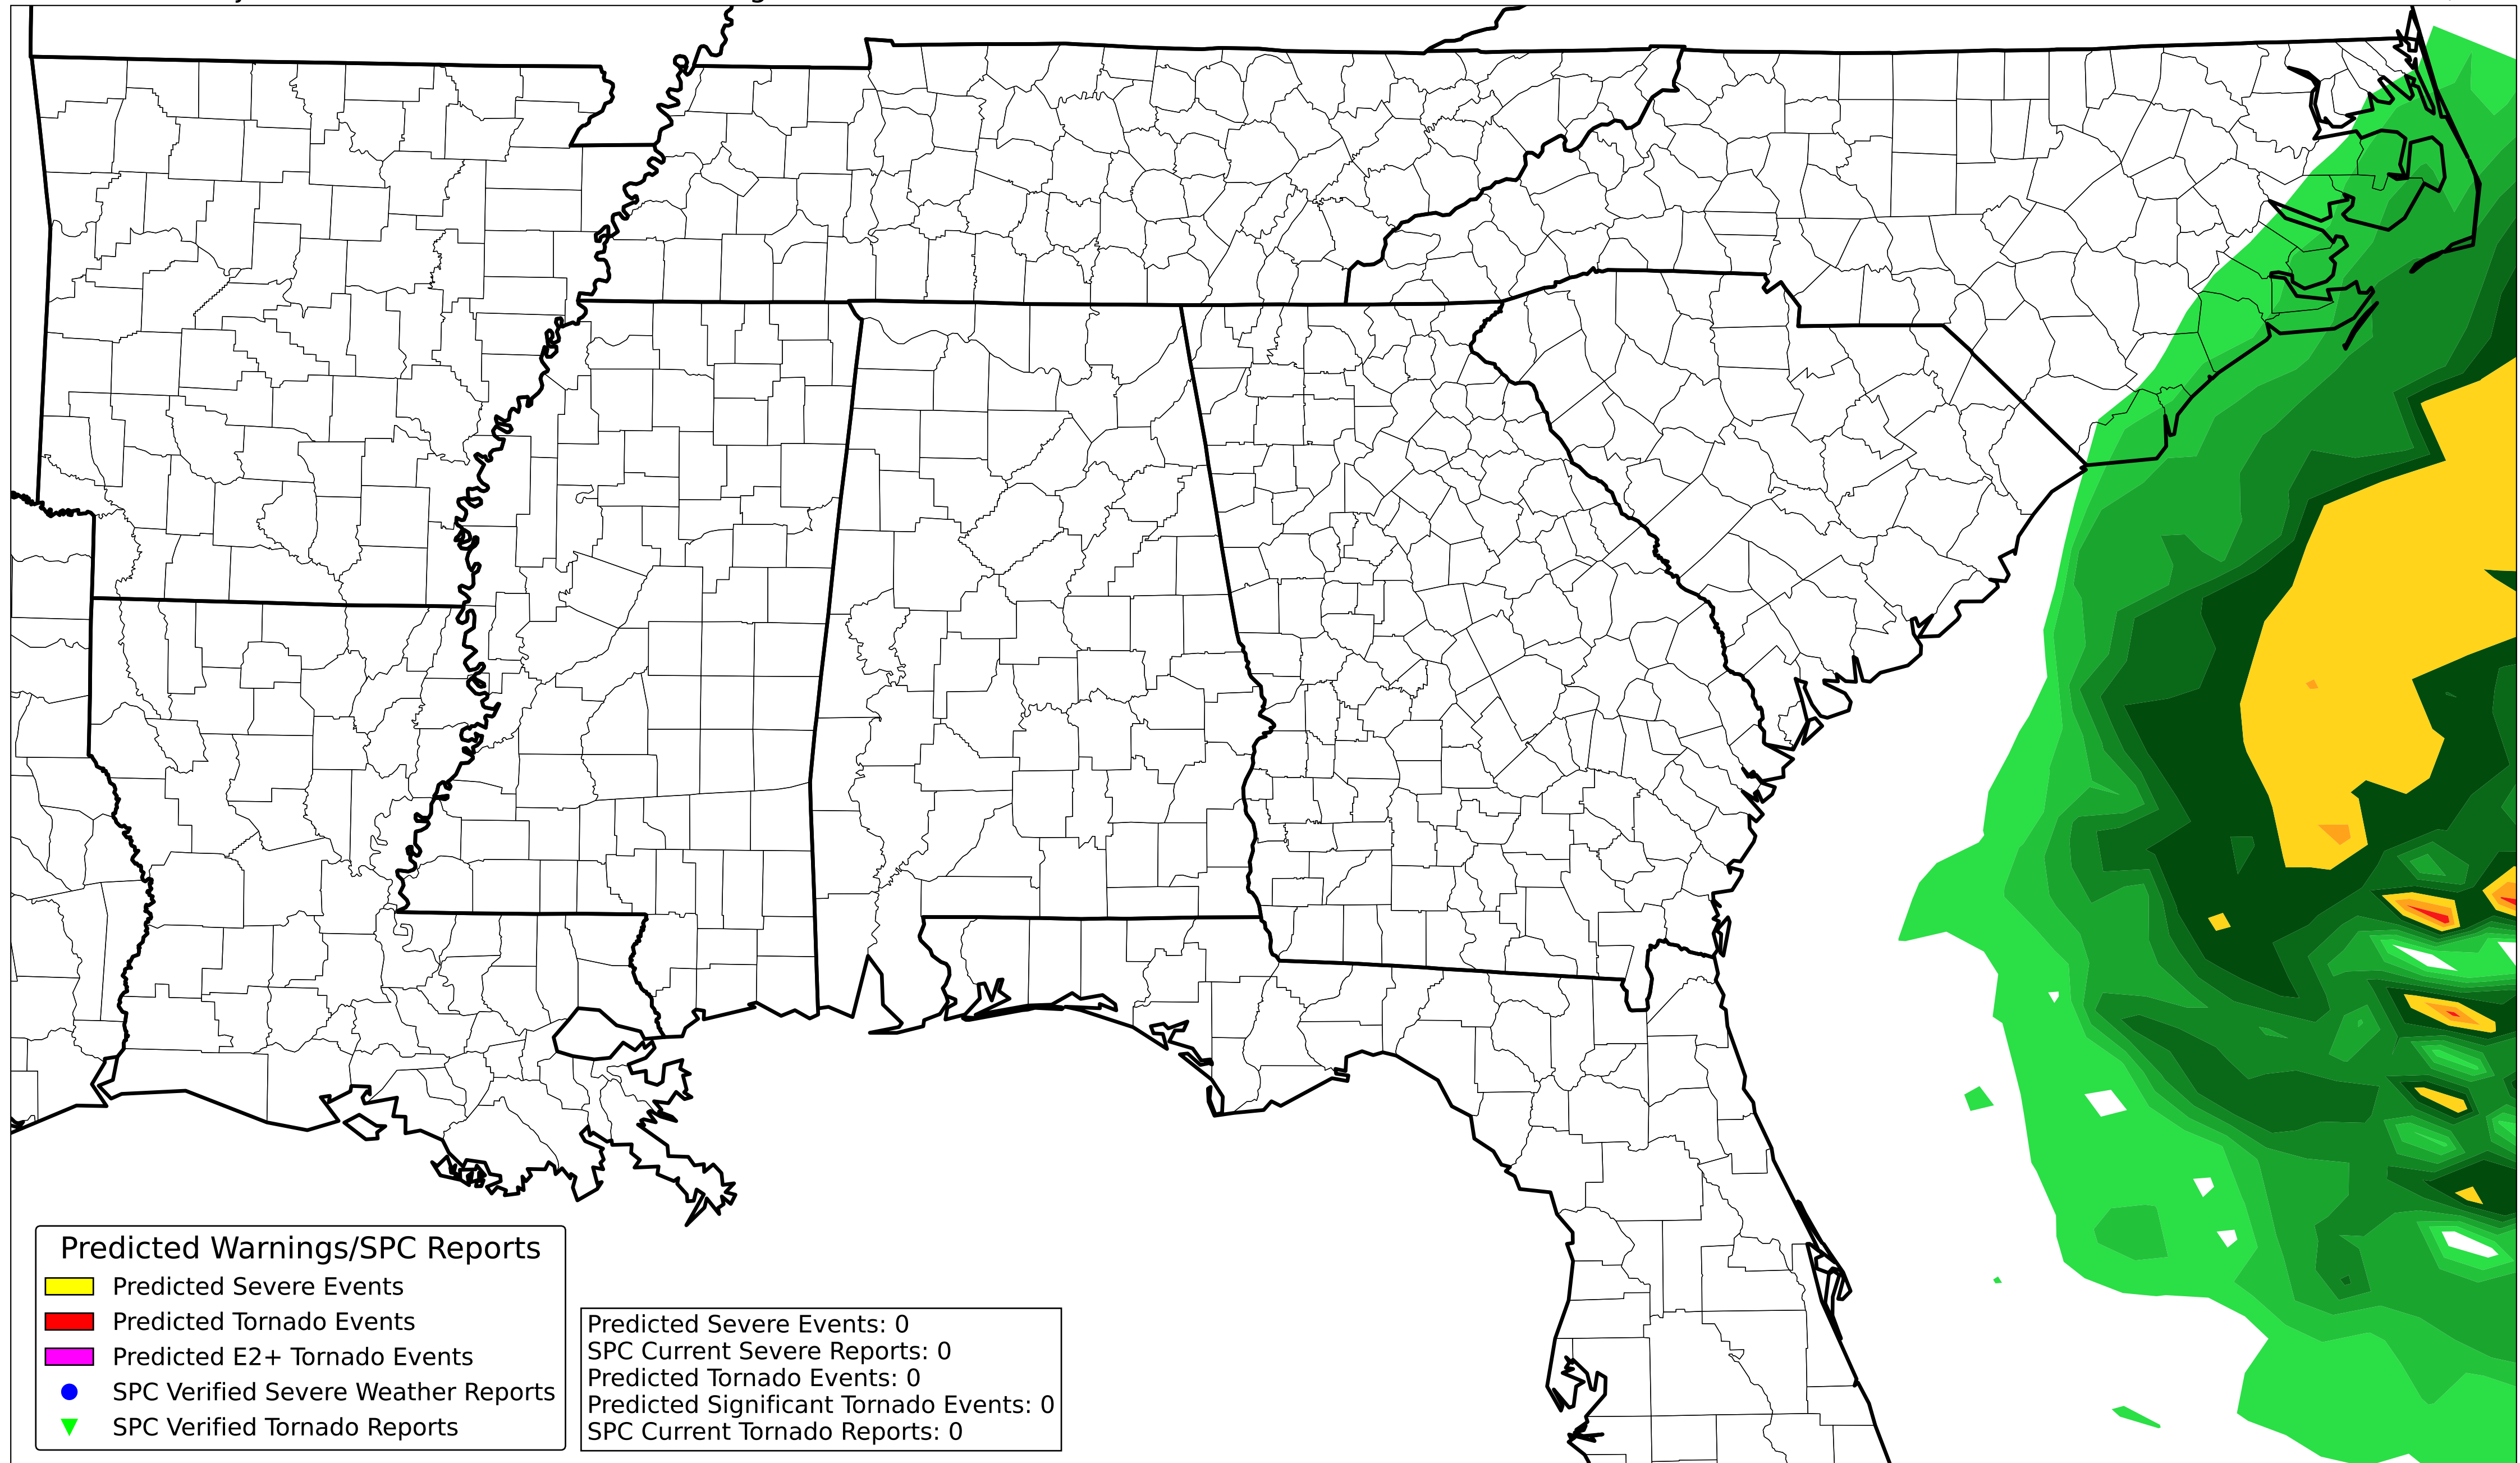 Predicted Warnings/SPC Reports
Predicted Severe Events
Predicted Tornado Events
Predicted E2+ Tornado Events
SPC Verified Severe Weather Reports
SPC Verified Tornado Reports
Predicted Severe Events: 0
SPC Current Severe Reports: 0
Predicted Tornado Events: 0
Predicted Significant Tornado Events: 0
SPC Current Tornado Reports: 0